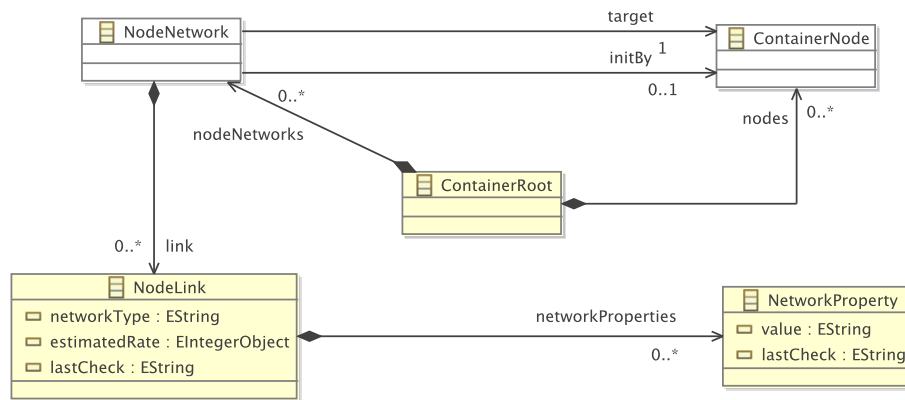 target
NodeNetwork
ContainerNode
1
initBy
0..*
0..1
nodes
0..*
nodeNetworks
ContainerRoot
0..*
link
NodeLink
networkType : EString
estimatedRate : EIntegerObject
lastCheck : EString
networkProperties
0..*
NetworkProperty
value : EString
lastCheck : EString